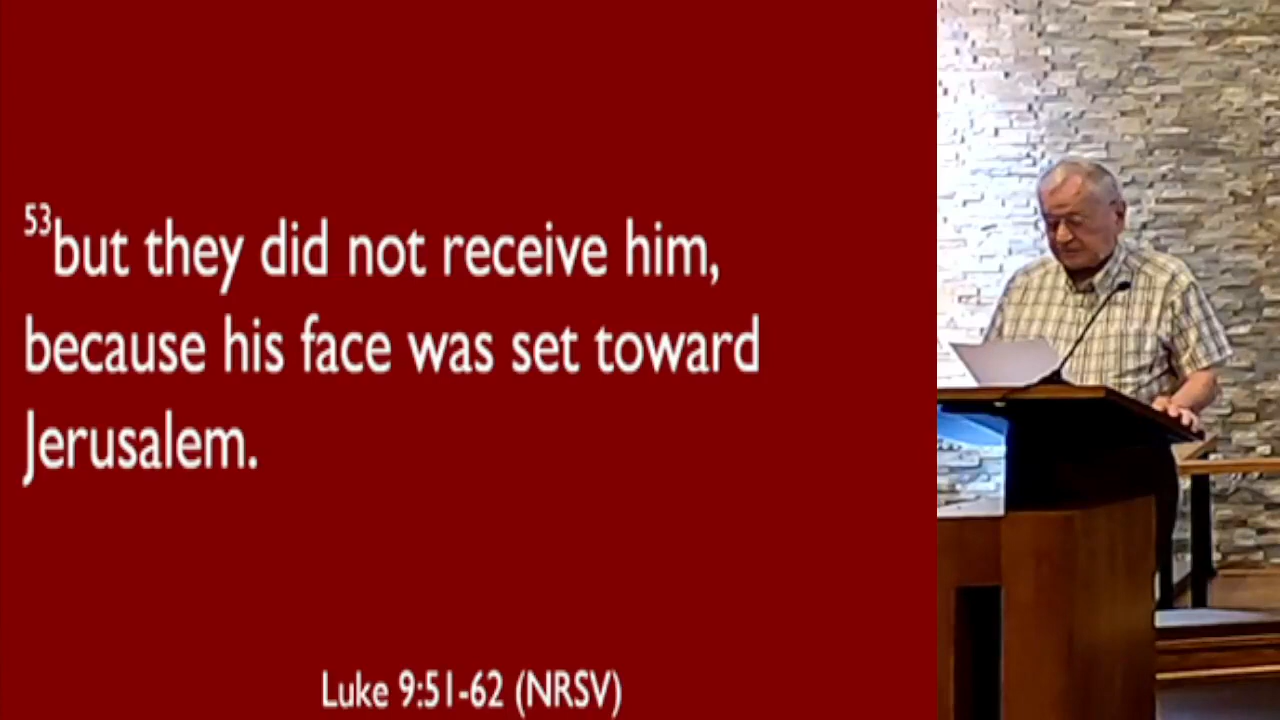 53but they did not receive him,
because his face was set toward
Jerusalem.
Luke 9:51-62 (NRSV)